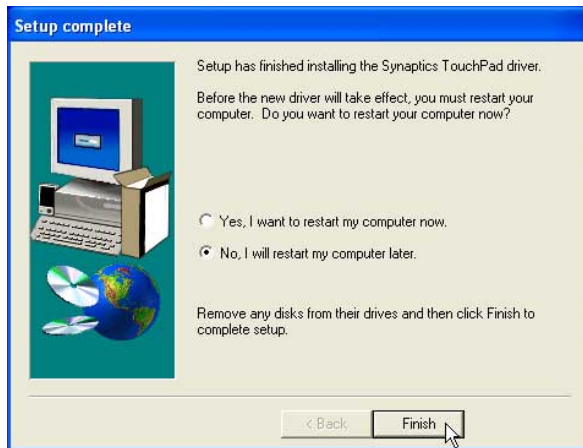 Setup complete
Setup has finished installing the Synaptics TouchPad driver.
Before the new driver will take effect, you must restart your
computer.  Do you want to restart your computer now?
Yes, I want to restart my computer now.
No, I will restart my computer later.
Remove any disks from their drives and then click Finish to
complete setup.
< Back
Finish